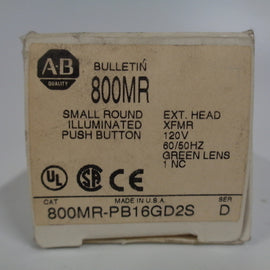 A-B
QUALITY
BULLETIN
800MR
SMALL ROUND EXT. HEAD
ILLUMINATED XFMR
PUSH BUTTON 120V
60/50HZ
GREEN LENS
1 NC
UL SA CE
MADE IN U.S.A.
CAT SER
800MR-PB16GD2S D